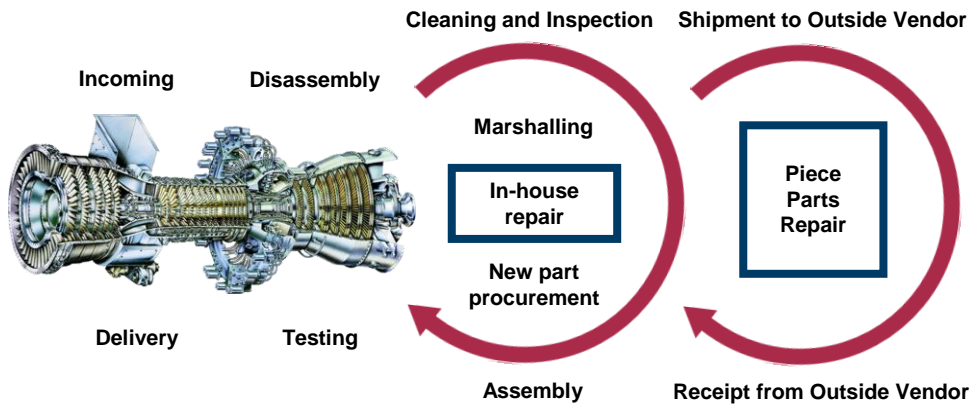 Cleaning and Inspection
Shipment to Outside Vendor
Incoming
Disassembly
Marshalling
In-house
repair
New part
procurement
Piece
Parts
Repair
Delivery
Testing
Assembly
Receipt from Outside Vendor